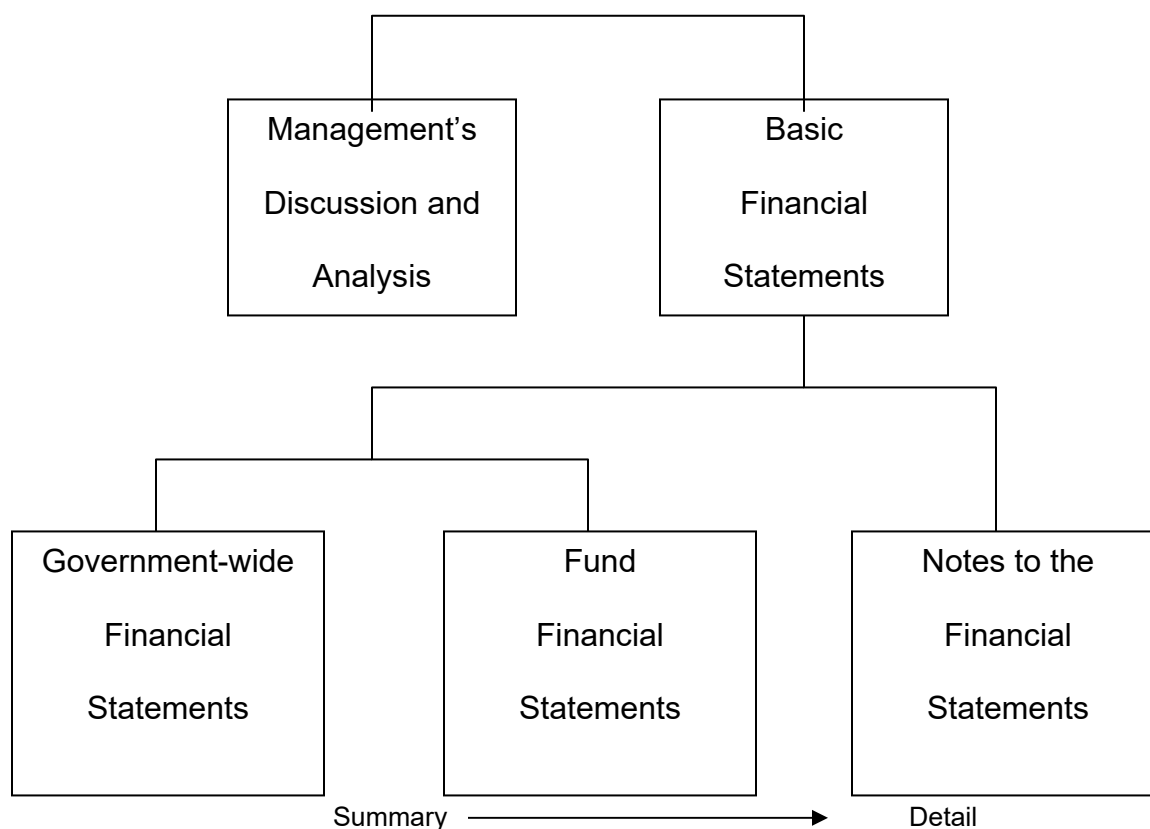 Management’s
Discussion and
Analysis
Basic
Financial
Statements
Government-wide
Financial
Statements
Fund
Financial
Statements
Notes to the
Financial
Statements
Summary
Detail